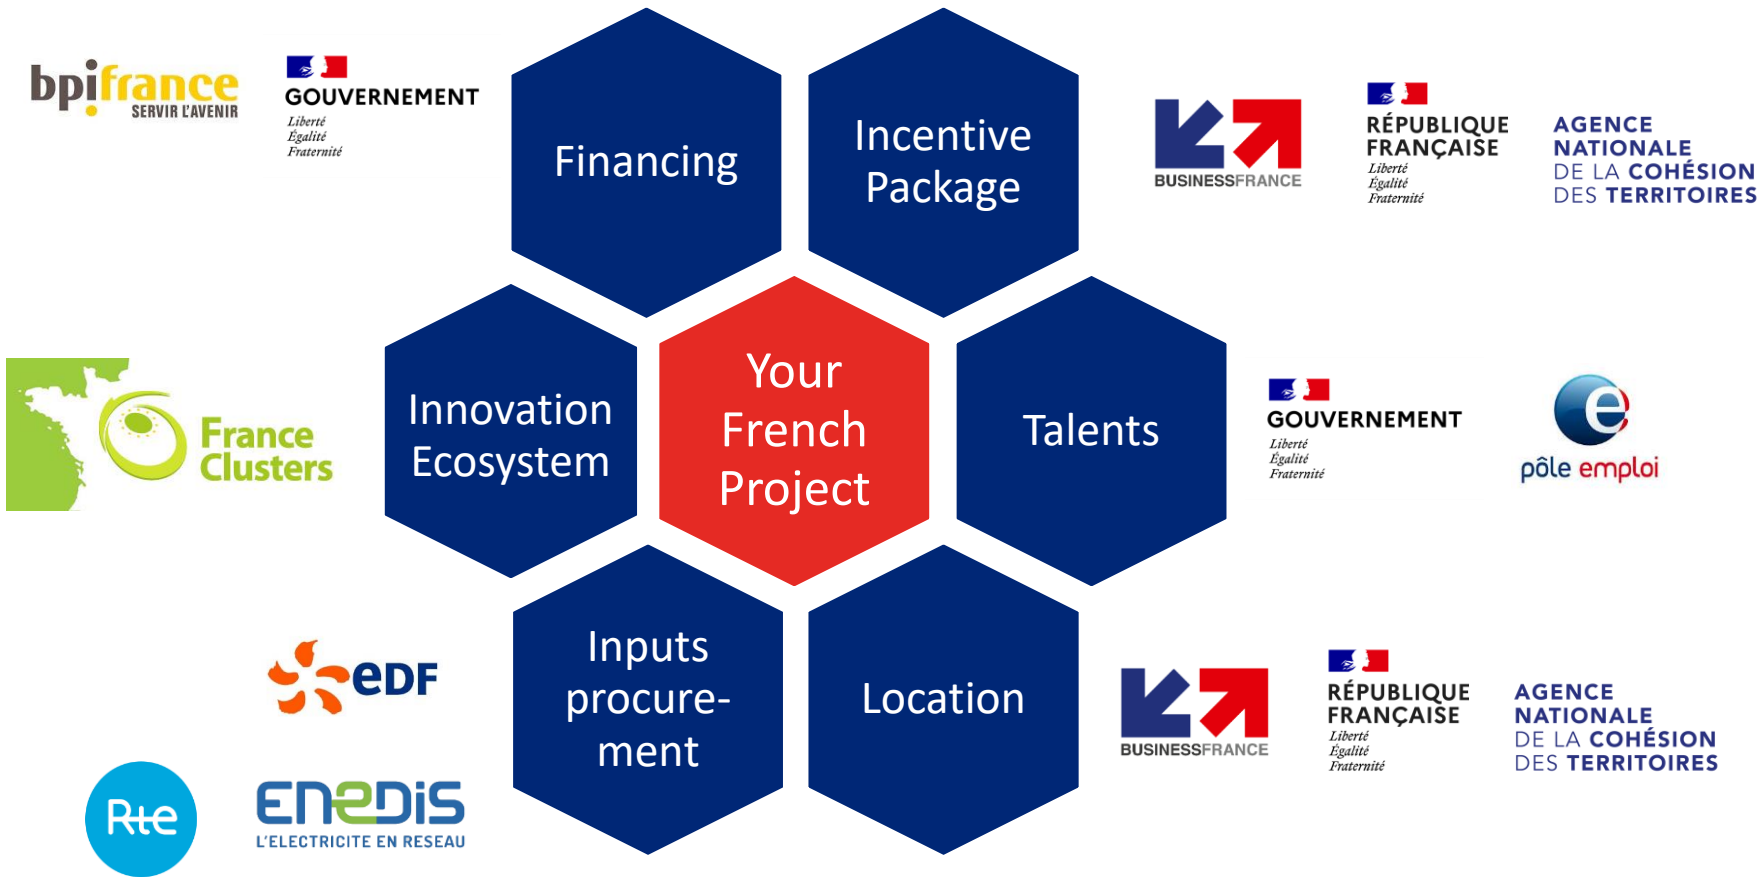 bpifrance
SERVIR L'AVENIR
GOUVERNEMENT
Liberté
Égalité
Fraternité
Financing
Incentive
Package
BUSINESSFRANCE
RÉPUBLIQUE
FRANÇAISE
Liberté
Égalité
Fraternité
AGENCE
NATIONALE
DE LA COHÉSION
DES TERRITOIRES
France
Clusters
Innovation
Ecosystem
Your
French
Project
Talents
GOUVERNEMENT
Liberté
Égalité
Fraternité
e
pôle emploi
eDF
Rte
ENEDIS
L'ELECTRICITE EN RESEAU
Inputs
procure-
ment
Location
BUSINESSFRANCE
RÉPUBLIQUE
FRANÇAISE
Liberté
Égalité
Fraternité
AGENCE
NATIONALE
DE LA COHÉSION
DES TERRITOIRES